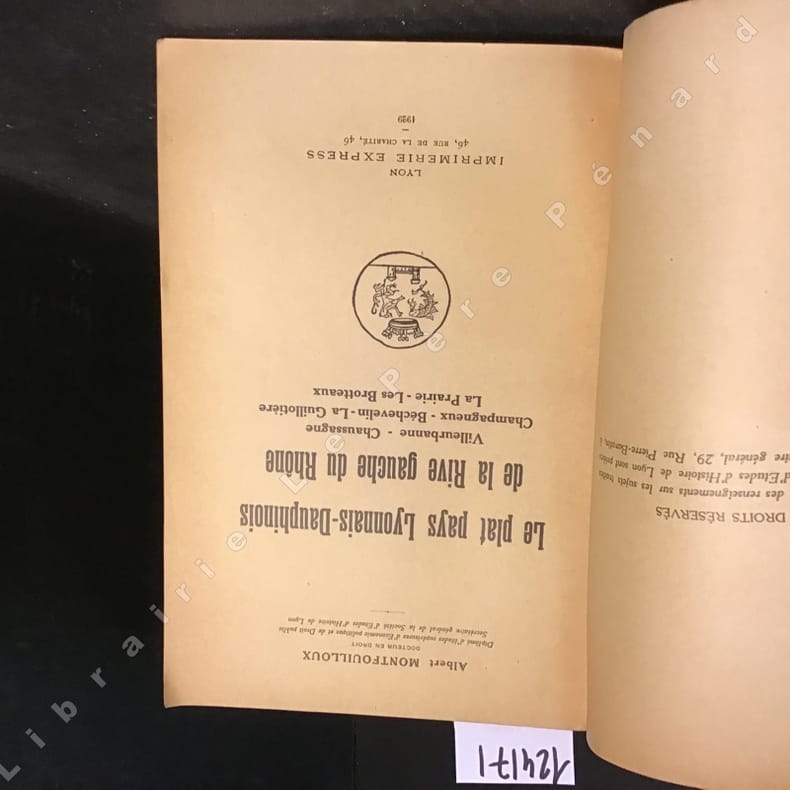 Albert MONTFOUILLOUX
DOCTEUR EN DROIT
Diplômé d'études supérieures d'Economie politique et de Droit public
Secrétaire général de la Société d'Etudes d'Histoire de Lyon
Le plat pays Lyonnais-Dauphinois
de la Rive gauche du Rhône
Villeurbanne - Chaussagne
Champagneux - Béchevelin - La Guillotière
La Prairie - Les Brotteaux
LYON
IMPRIMERIE EXPRESS
46, RUE DE LA CHARITÉ, 46
1929
DROITS RÉSERVÉS
des renseignements sur les sujets traités
d'Etudes d'Histoire de Lyon sont priées
général, 29, Rue Pierre-Baratin, à
124171
Librairie Le Père Pénard